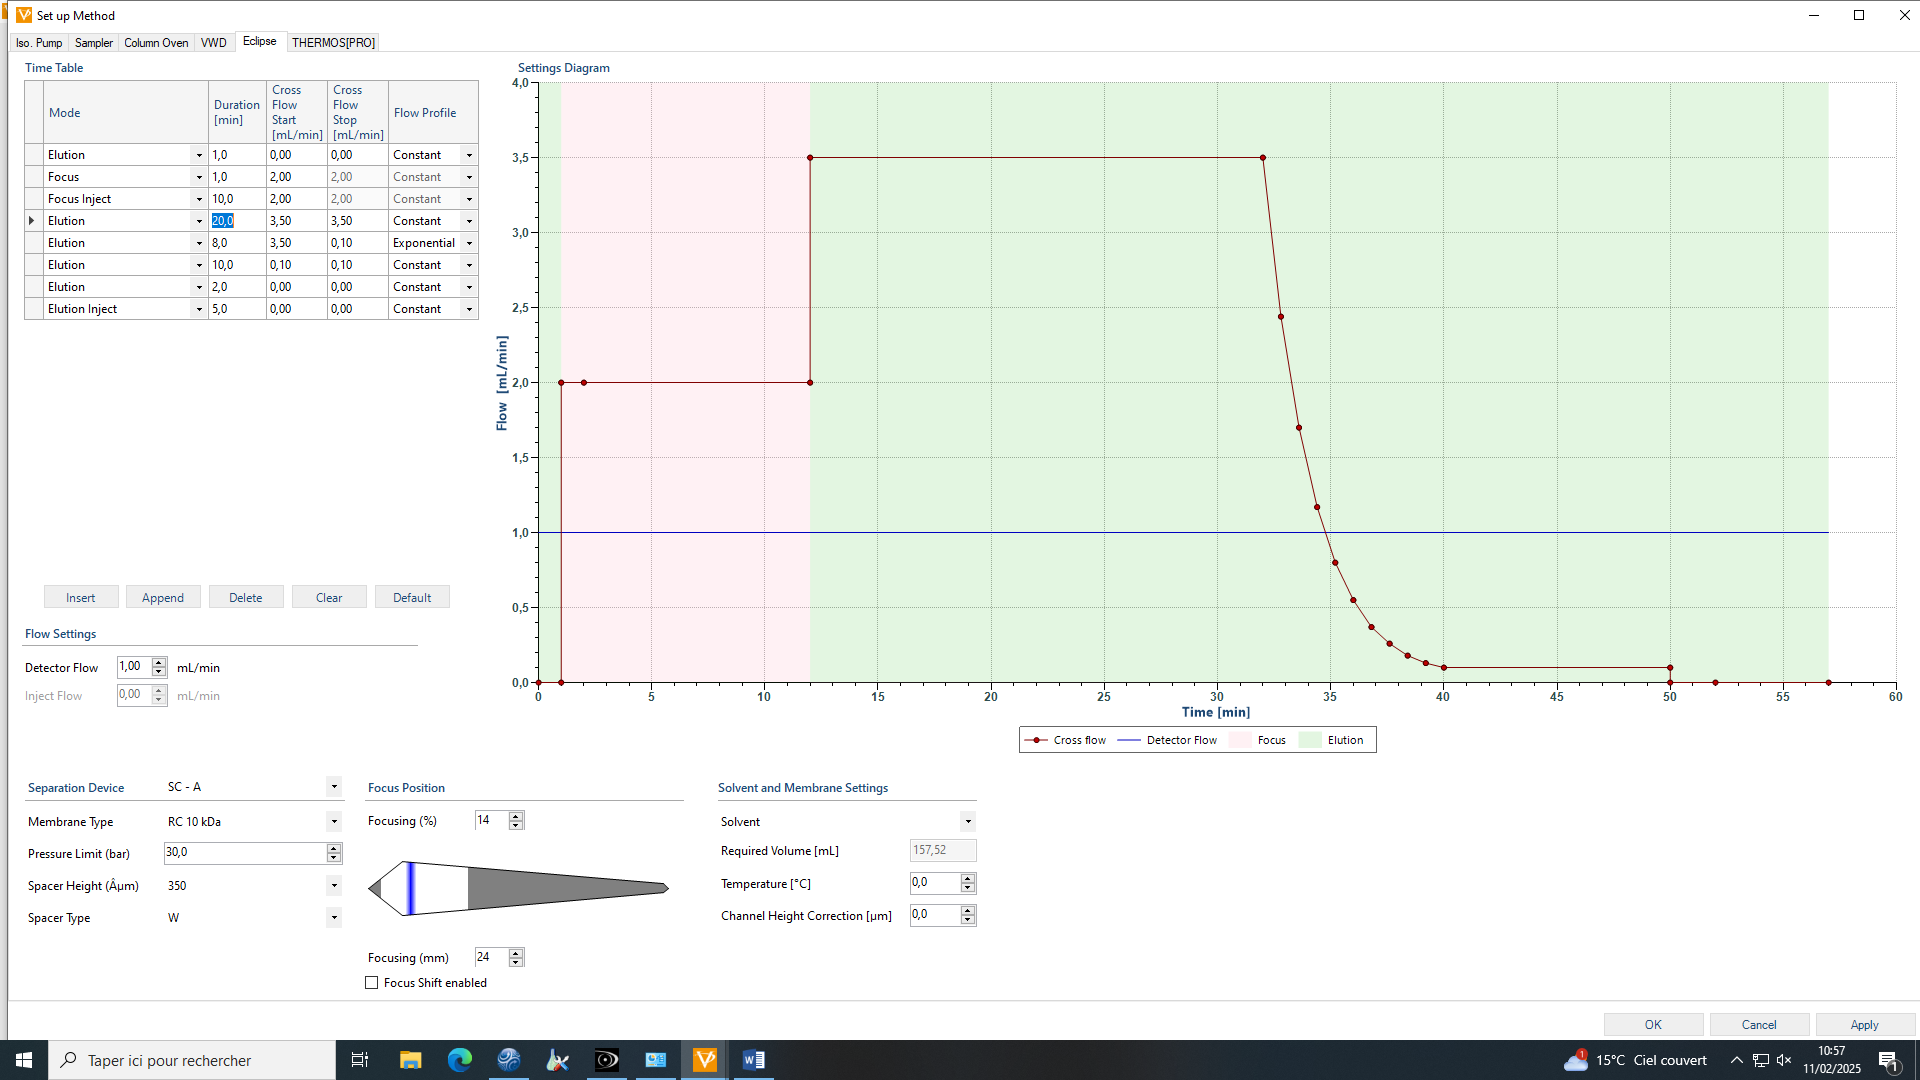 Set up Method
Iso. Pump Sampler Column Oven VWD Eclipse THERMOS[PRO]
Time Table
Mode Duration [min] Cross Flow Start [mL/min] Cross Flow Stop [mL/min] Flow Profile
Elution 1,0 0,00 0,00 Constant
Focus 1,0 2,00 2,00 Constant
Focus Inject 10,0 2,00 2,00 Constant
Elution 20,0 3,50 3,50 Constant
Elution 8,0 3,50 0,10 Exponential
Elution 10,0 0,10 0,10 Constant
Elution 2,0 0,00 0,00 Constant
Elution Inject 5,0 0,00 0,00 Constant
Insert Append Delete Clear Default
Flow Settings
Detector Flow 1,00 mL/min
Inject Flow 0,00 mL/min
Settings Diagram
4,0
3,5
3,0
2,5
2,0
1,5
1,0
0,5
0,0
Flow [mL/min]
0 5 10 15 20 25 30 35 40 45 50 55 60
Time [min]
Cross flow Detector Flow Focus Elution
Separation Device SC - A
Membrane Type RC 10 kDa
Pressure Limit (bar) 30,0
Spacer Height (Âµm) 350
Spacer Type W
Focus Position
Focusing (%) 14
Focusing (mm) 24
Focus Shift enabled
Solvent and Membrane Settings
Solvent
Required Volume [mL] 157,52
Temperature [°C] 0,0
Channel Height Correction [µm] 0,0
OK Cancel Apply
Taper ici pour rechercher
1
15°C Ciel couvert
10:57
11/02/2025
1